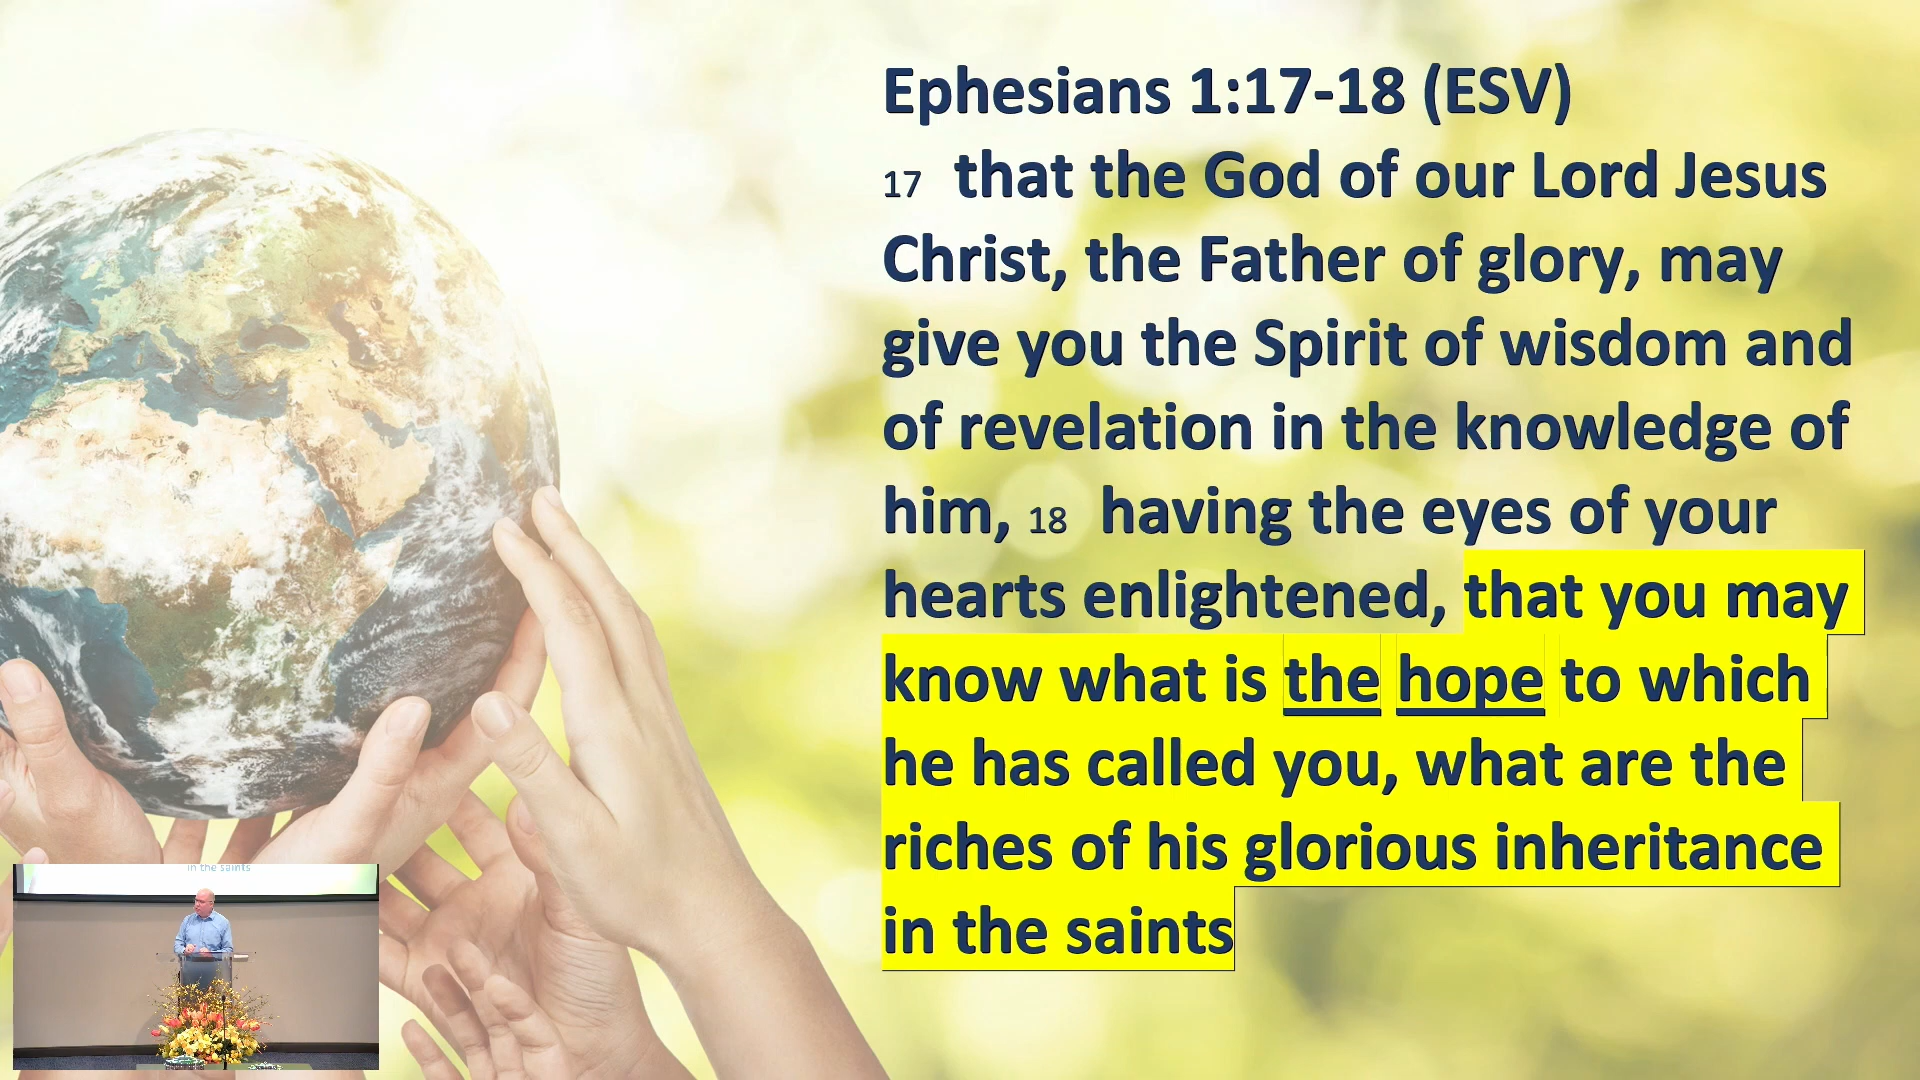 Ephesians 1:17-18 (ESV)
17 that the God of our Lord Jesus
Christ, the Father of glory, may
give you the Spirit of wisdom and
of revelation in the knowledge of
him, 18 having the eyes of your
hearts enlightened, that you may
know what is the hope to which
he has called you, what are the
riches of his glorious inheritance
in the saints
in the saints